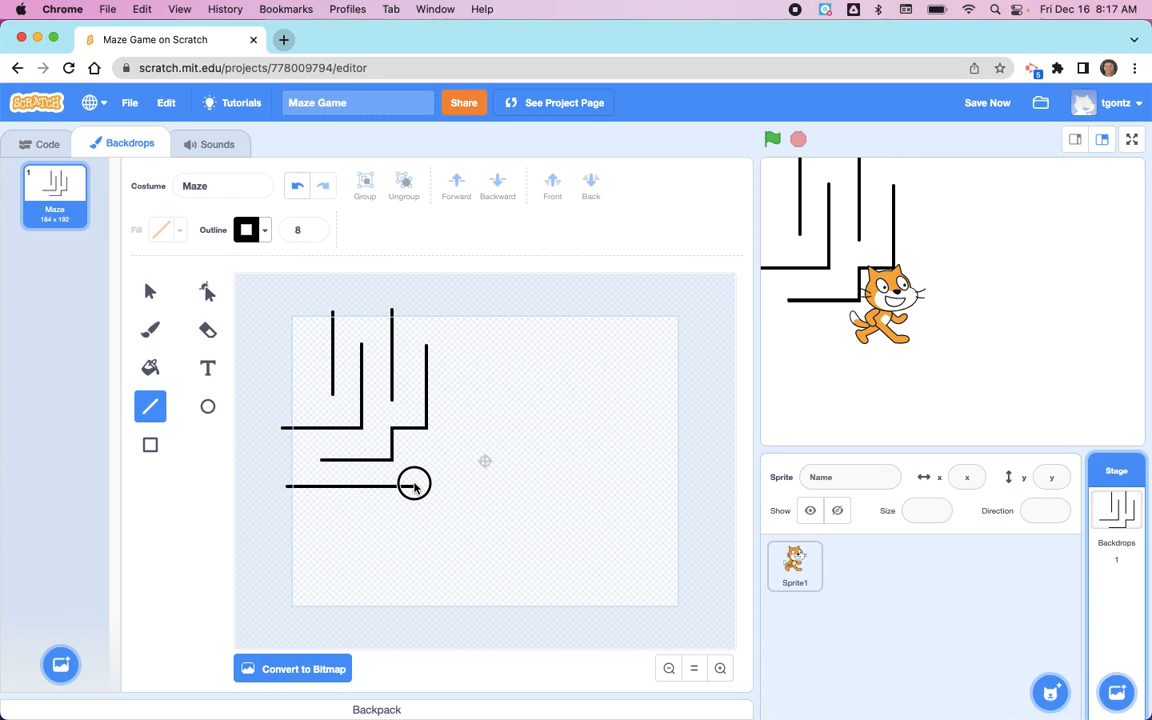 Chrome File Edit View History Bookmarks Profiles Tab Window Help Fri Dec 16 8:17 AM
Maze Game on Scratch
scratch.mit.edu/projects/778009794/editor 5
SCRATCH File Edit Tutorials Maze Game Share See Project Page Save Now tgontz
Code Backdrops Sounds
1
Maze
184 x 192
Costume Maze Group Ungroup Forward Backward Front Back
Fill Outline 8
Convert to Bitmap
Backpack
Sprite Name x x y y
Show Size Direction
Sprite1
Stage
Backdrops
1